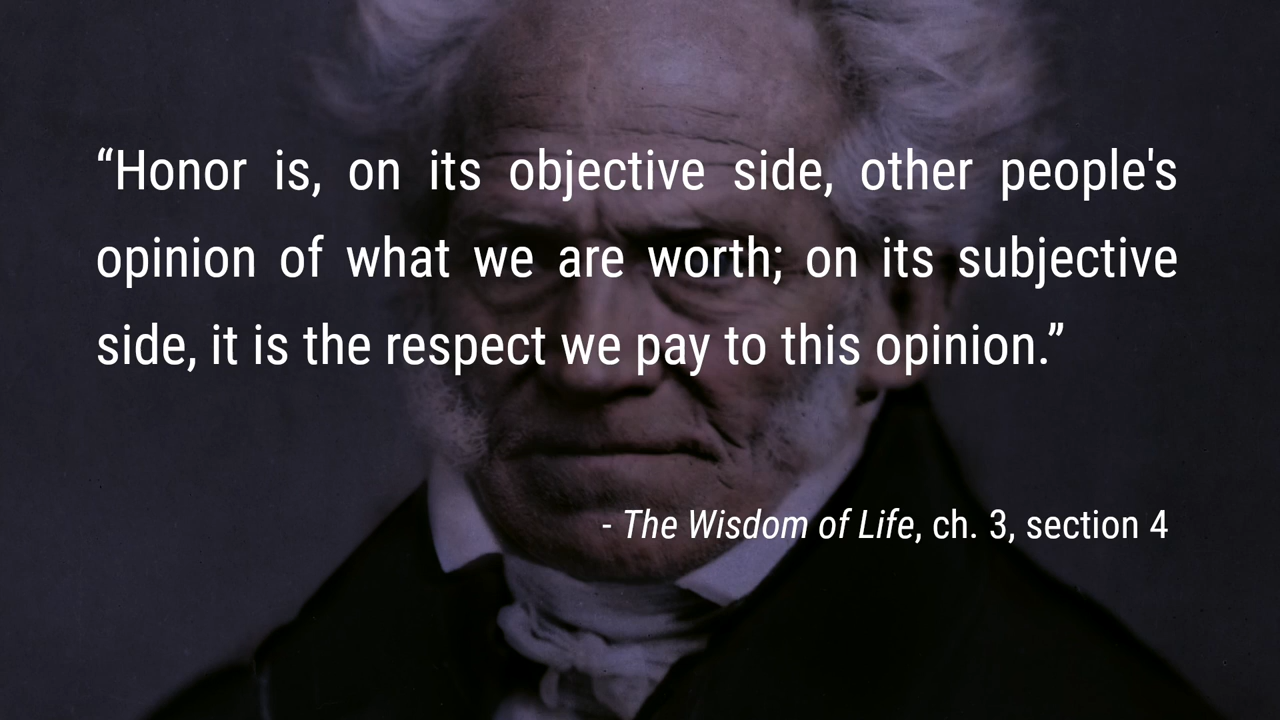 “Honor is, on its objective side, other people's
opinion of what we are worth; on its subjective
side, it is the respect we pay to this opinion.”
- The Wisdom of Life, ch. 3, section 4